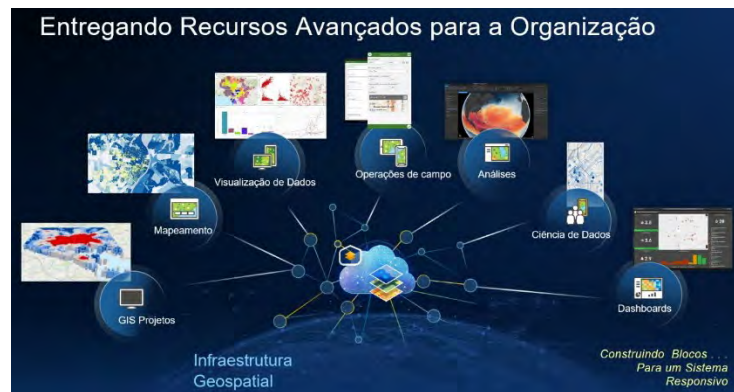 Entregando Recursos Avançados para a Organização
Visualização de Dados
Operações de campo
Análises
Mapeamento
Ciência de Dados
GIS Projetos
Dashboards
Infraestrutura
Geospatial
Construindo Blocos . . .
Para um Sistema
Responsivo